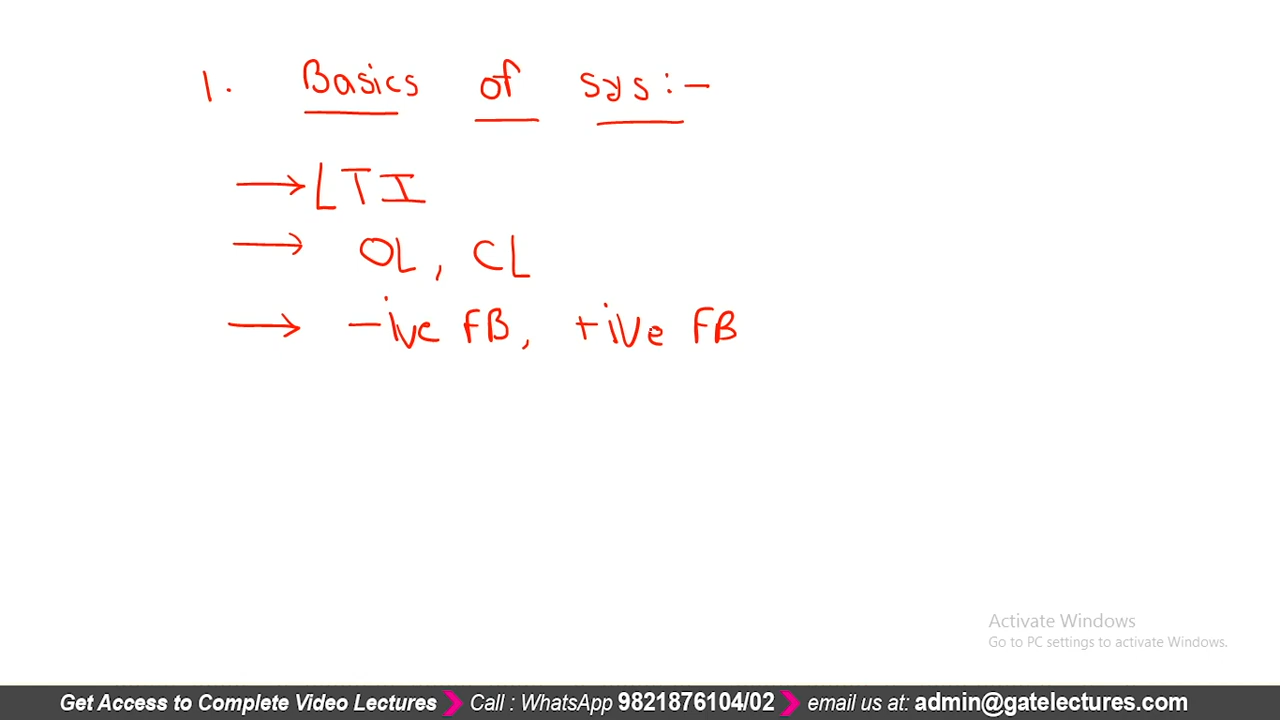 1. Basics of sys:-
→ LTI
→ OL, CL
→ -ive FB, +ive FB
Activate Windows
Go to PC settings to activate Windows.
Get Access to Complete Video Lectures Call : WhatsApp 9821876104/02 email us at: admin@gatelectures.com